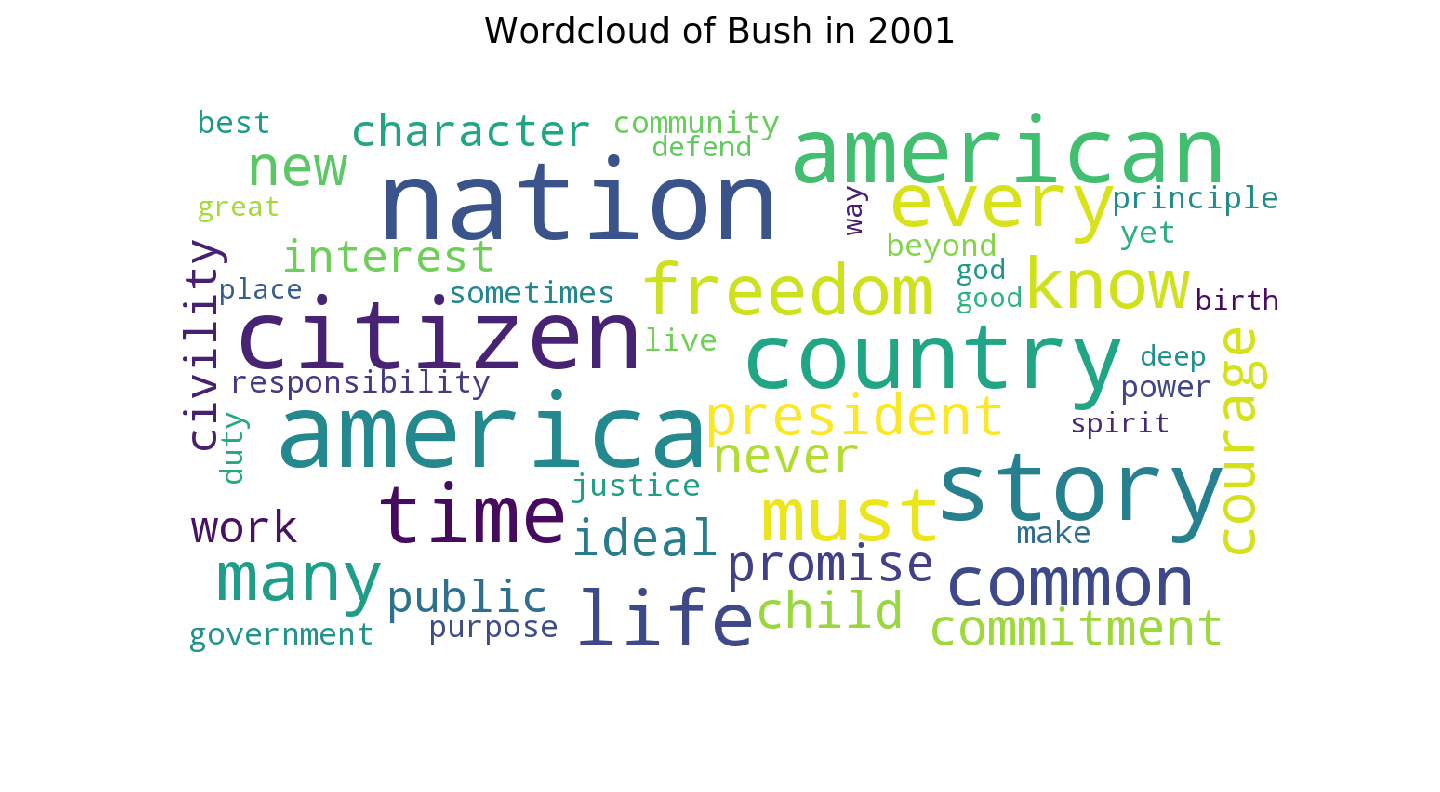 Wordcloud of Bush in 2001
best
character
community
defend
american
new
nation
way
every
principle
great
yet
interest
beyond
civility
place
sometimes
freedom
god
good
know
birth
citizen
live
country
deep
responsibility
power
courage
duty
america
president
spirit
never
justice
story
work
time
ideal
must
make
many
public
promise
common
government
purpose
life
child
commitment